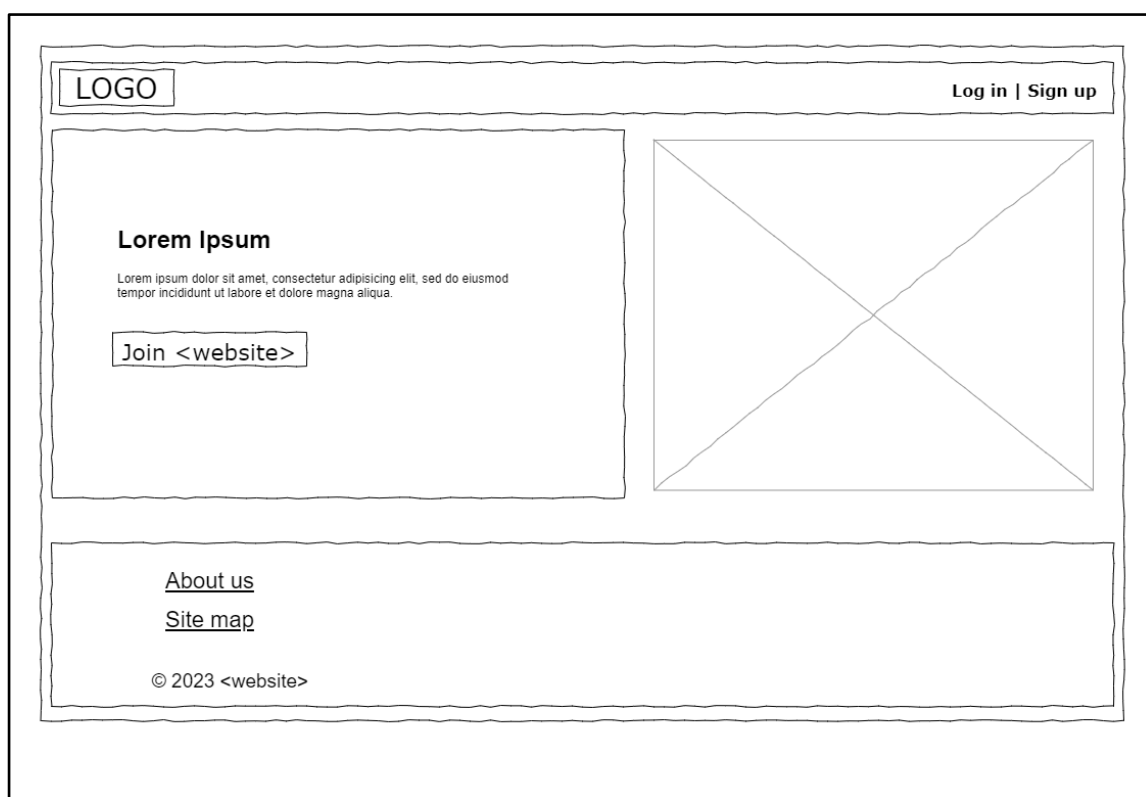 LOGO
Log in | Sign up
Lorem Ipsum
Lorem ipsum dolor sit amet, consectetur adipisicing elit, sed do eiusmod
tempor incididunt ut labore et dolore magna aliqua.
Join <website>
About us
Site map
© 2023 <website>